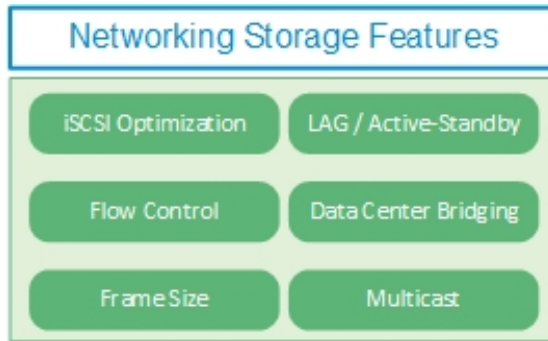 Networking Storage Features
iSCSI Optimization
LAG / Active-Standby
Flow Control
Data Center Bridging
Frame Size
Multicast